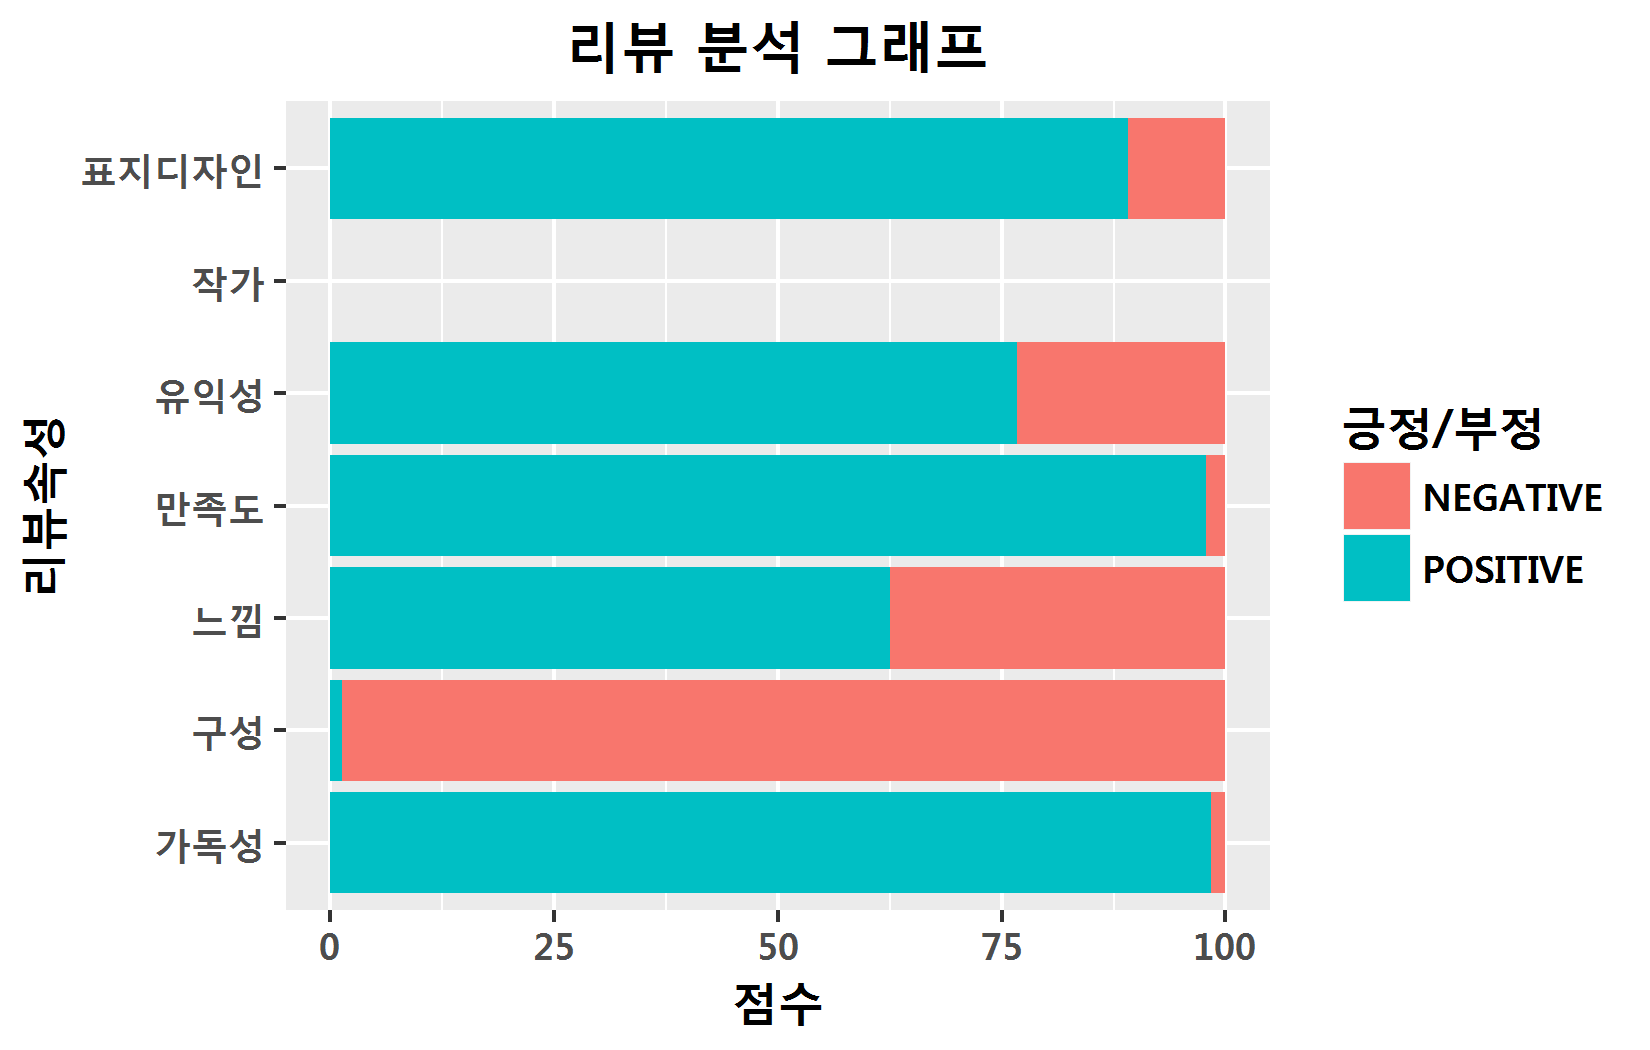 리뷰 분석 그래프
표지디자인
작가
유익성
만족도
느낌
구성
가독성
리뷰속성
0 25 50 75 100
점수
긍정/부정
NEGATIVE
POSITIVE